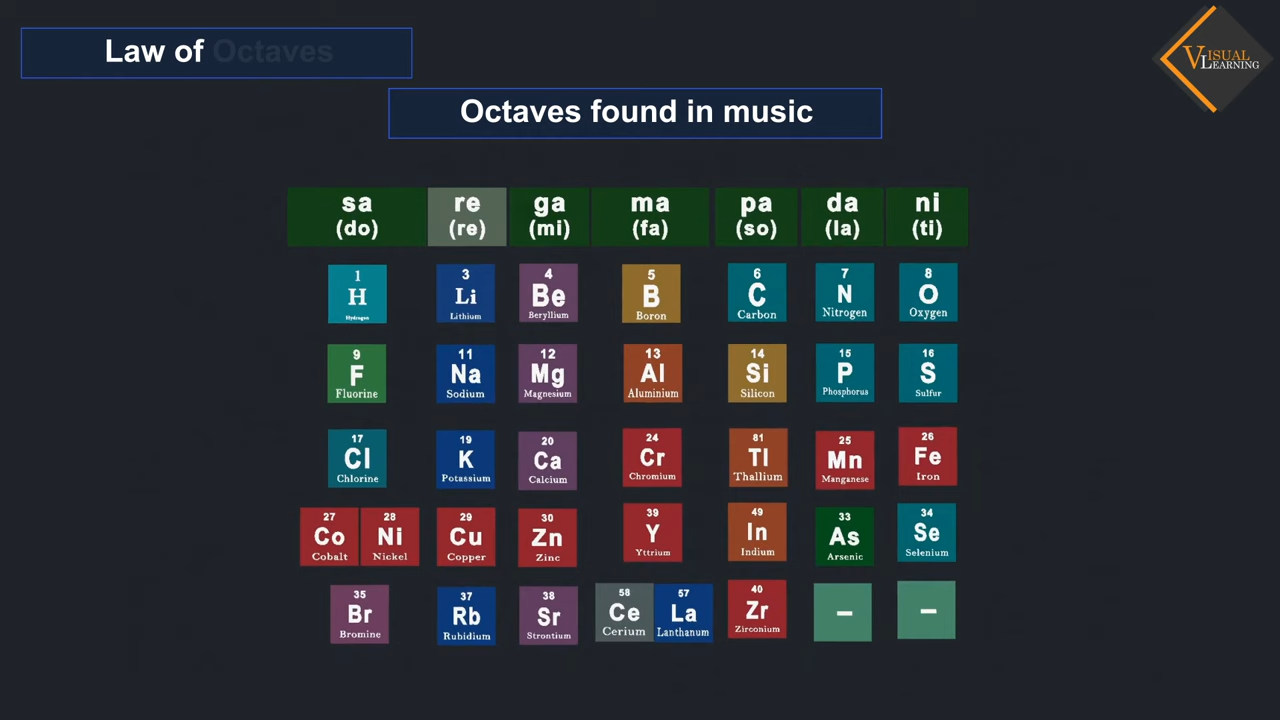 Law of Octaves
VISUAL LEARNING
Octaves found in music
sa re ga ma pa da ni
(do) (re) (mi) (fa) (so) (la) (ti)
1 3 4 5 6 7 8
H Li Be B C N O
Hydrogen Lithium Beryllium Boron Carbon Nitrogen Oxygen
9 11 12 13 14 15 16
F Na Mg Al Si P S
Fluorine Sodium Magnesium Aluminium Silicon Phosphorus Sulfur
17 19 20 24 81 25 26
Cl K Ca Cr Tl Mn Fe
Chlorine Potassium Calcium Chromium Thallium Manganese Iron
27 28 29 30 39 49 33 34
Co Ni Cu Zn Y In As Se
Cobalt Nickel Copper Zinc Yttrium Indium Arsenic Selenium
35 37 38 58 57 40
Br Rb Sr Ce La Zr – –
Bromine Rubidium Strontium Cerium Lanthanum Zirconium